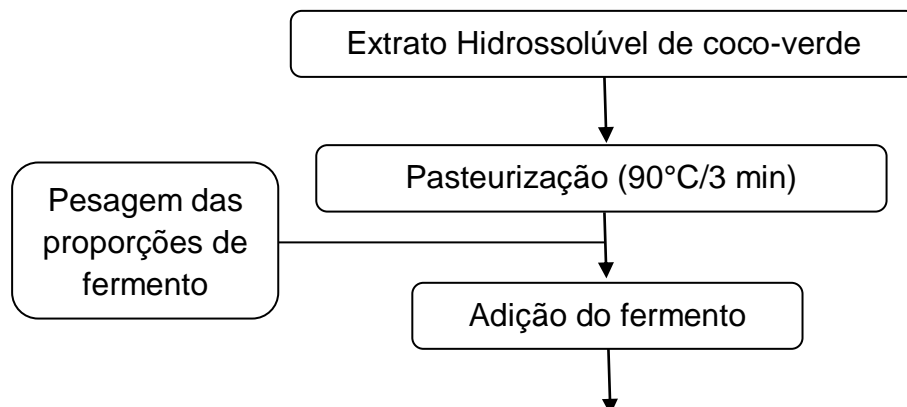 Extrato Hidrossolúvel de coco-verde
Pasteurização (90°C/3 min)
Pesagem das
proporções de
fermento
Adição do fermento